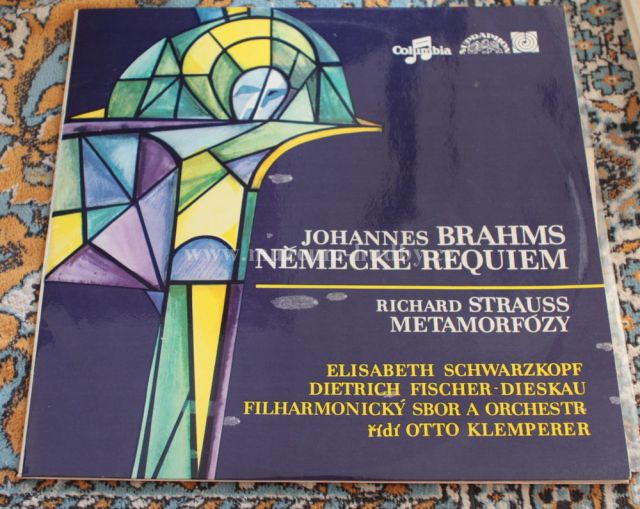 Columbia SUPRAPHON
JOHANNES BRAHMS
NĚMECKÉ REQUIEM
RICHARD STRAUSS
METAMORFÓZY
ELISABETH SCHWARZKOPF
DIETRICH FISCHER-DIESKAU
FILHARMONICKÝ SBOR A ORCHESTR
řídí OTTO KLEMPERER